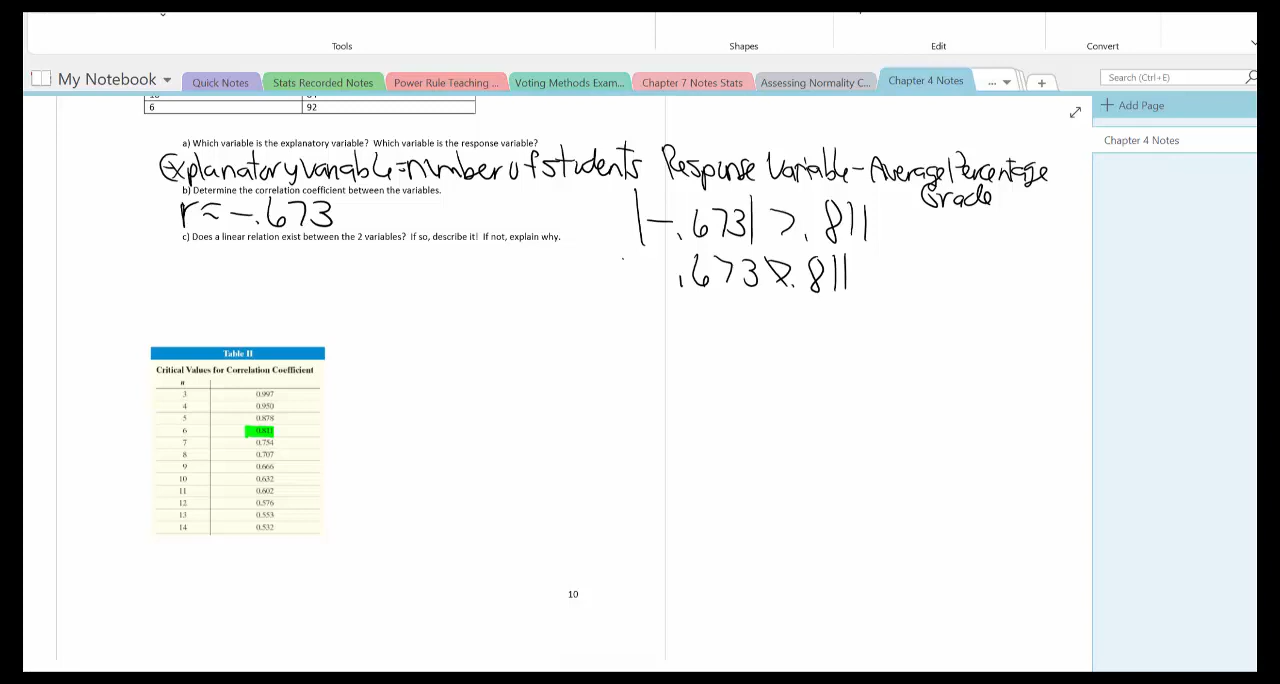 Tools Shapes Edit Convert
My Notebook Quick Notes Stats Recorded Notes Power Rule Teaching ... Voting Methods Exam... Chapter 7 Notes Stats Assessing Normality C... Chapter 4 Notes ... + Search (Ctrl+E)
+ Add Page
Chapter 4 Notes
6 92
a) Which variable is the explanatory variable? Which variable is the response variable?
Explanatory variable=number of students Response Variable - Average/Percentage
Grade
b) Determine the correlation coefficient between the variables.
r ≈ -.673
|-.673| > .811
c) Does a linear relation exist between the 2 variables? If so, describe it! If not, explain why.
.673 ≯ .811
Table II
Critical Values for Correlation Coefficient
n
3 0.997
4 0.950
5 0.878
6 0.811
7 0.754
8 0.707
9 0.666
10 0.632
11 0.602
12 0.576
13 0.553
14 0.532
10